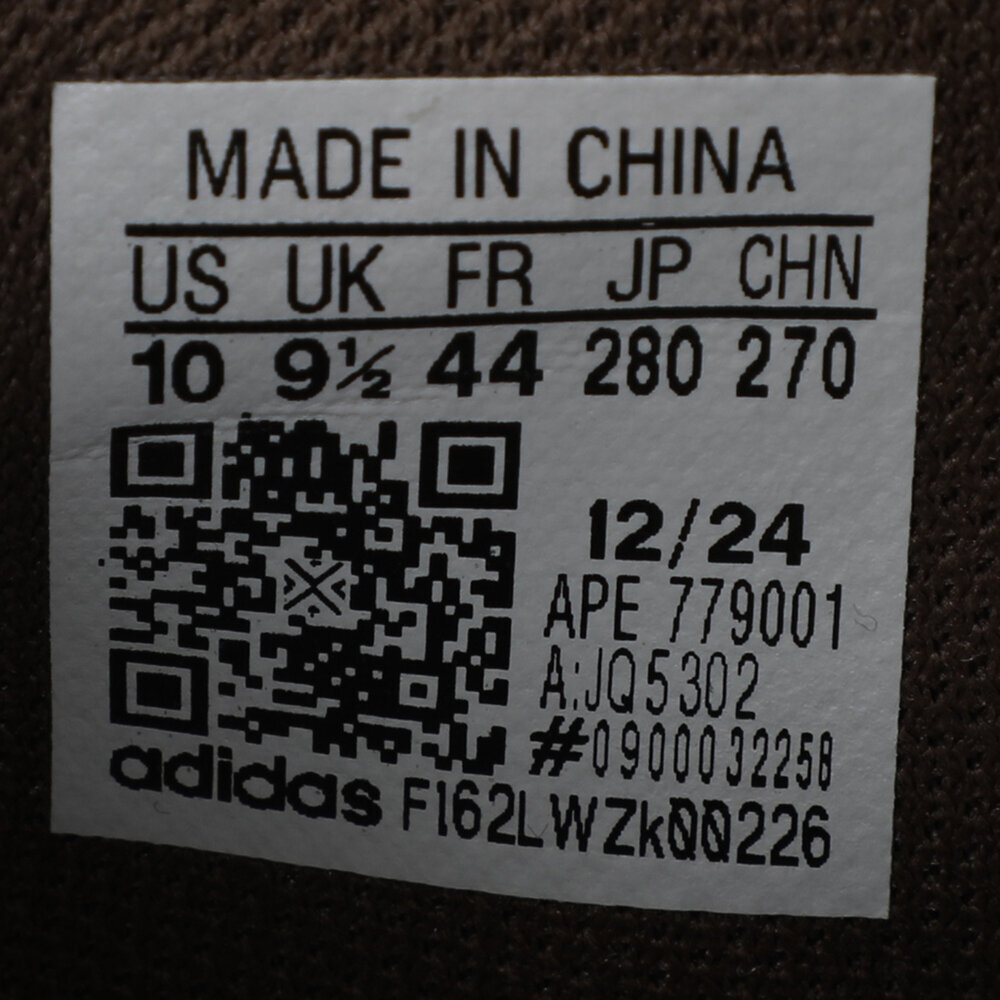 MADE IN CHINA
US UK FR JP CHN
10 9½ 44 280 270
12/24
APE 779001
A:JQ5302
#0900032258
adidas F162LWZk00226